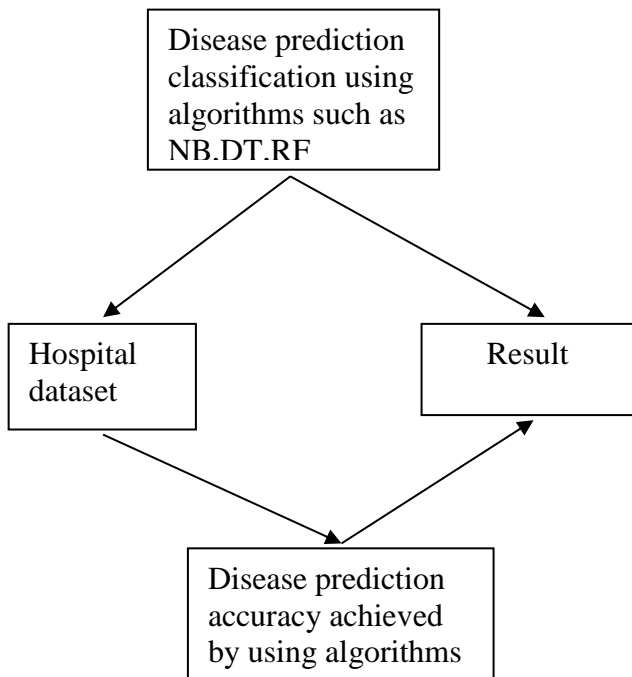 Disease prediction
classification using
algorithms such as
NB.DT.RF
Hospital
dataset
Result
Disease prediction
accuracy achieved
by using algorithms